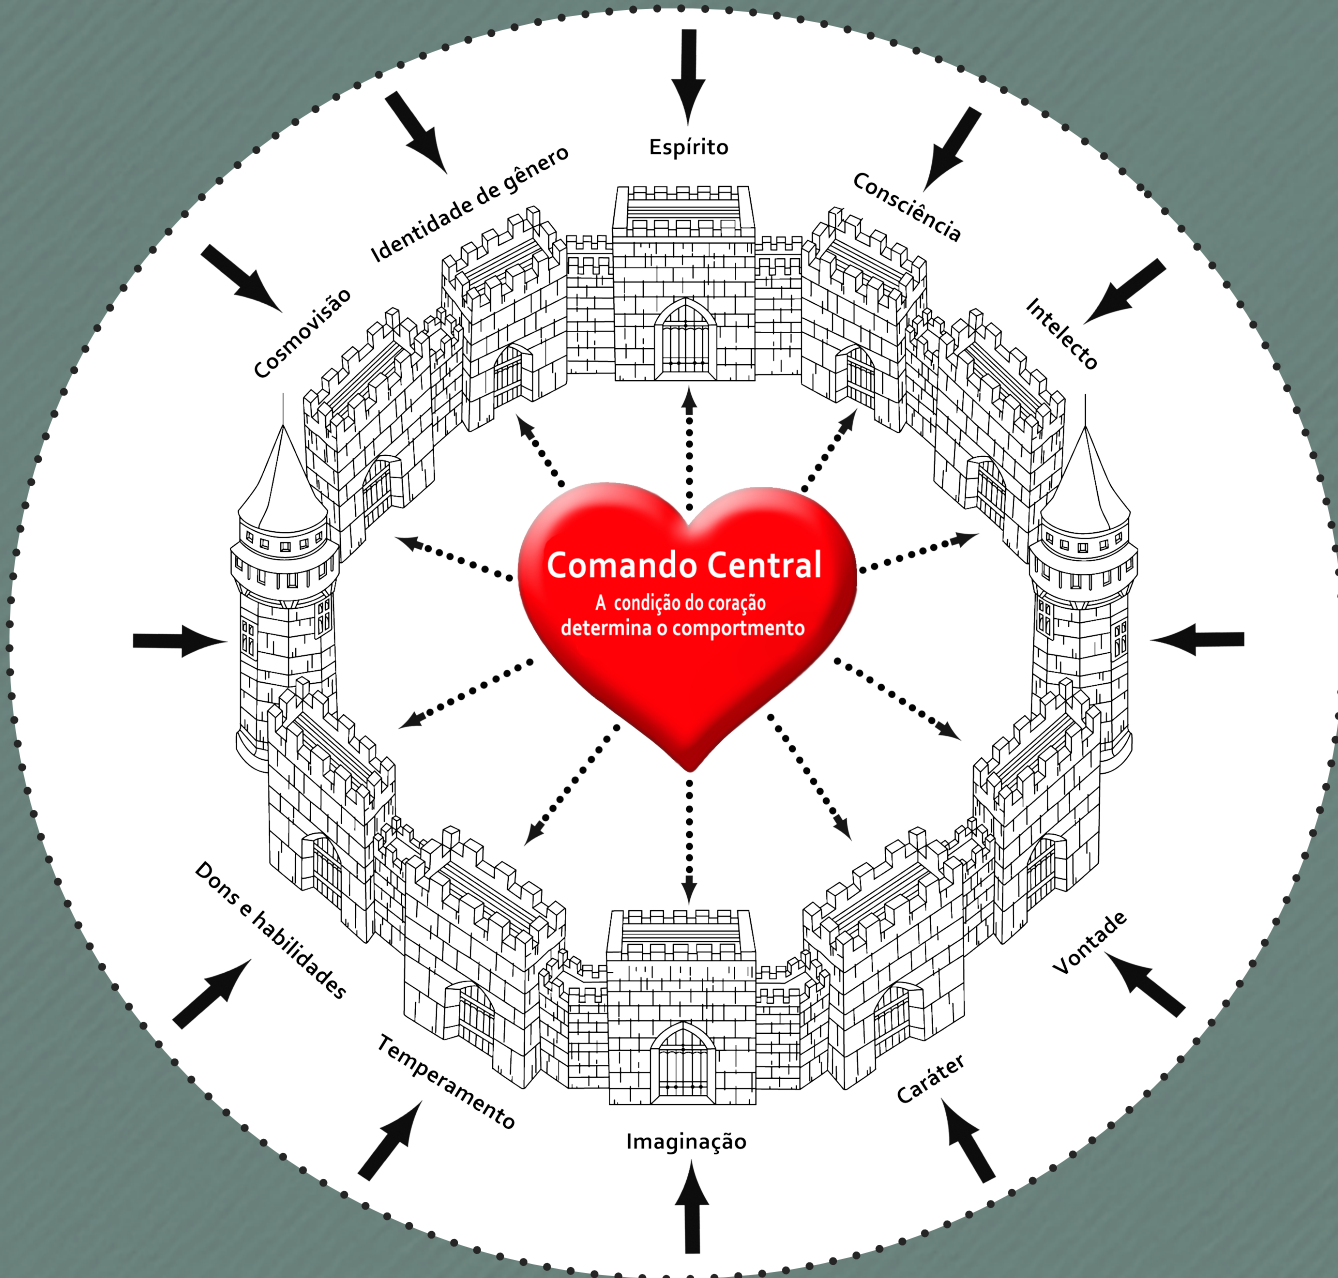 Espírito
Consciência
Identidade de gênero
Intelecto
Cosmovisão
Comando Central
A condição do coração
determina o comportmento
Dons e habilidades
Vontade
Temperamento
Caráter
Imaginação